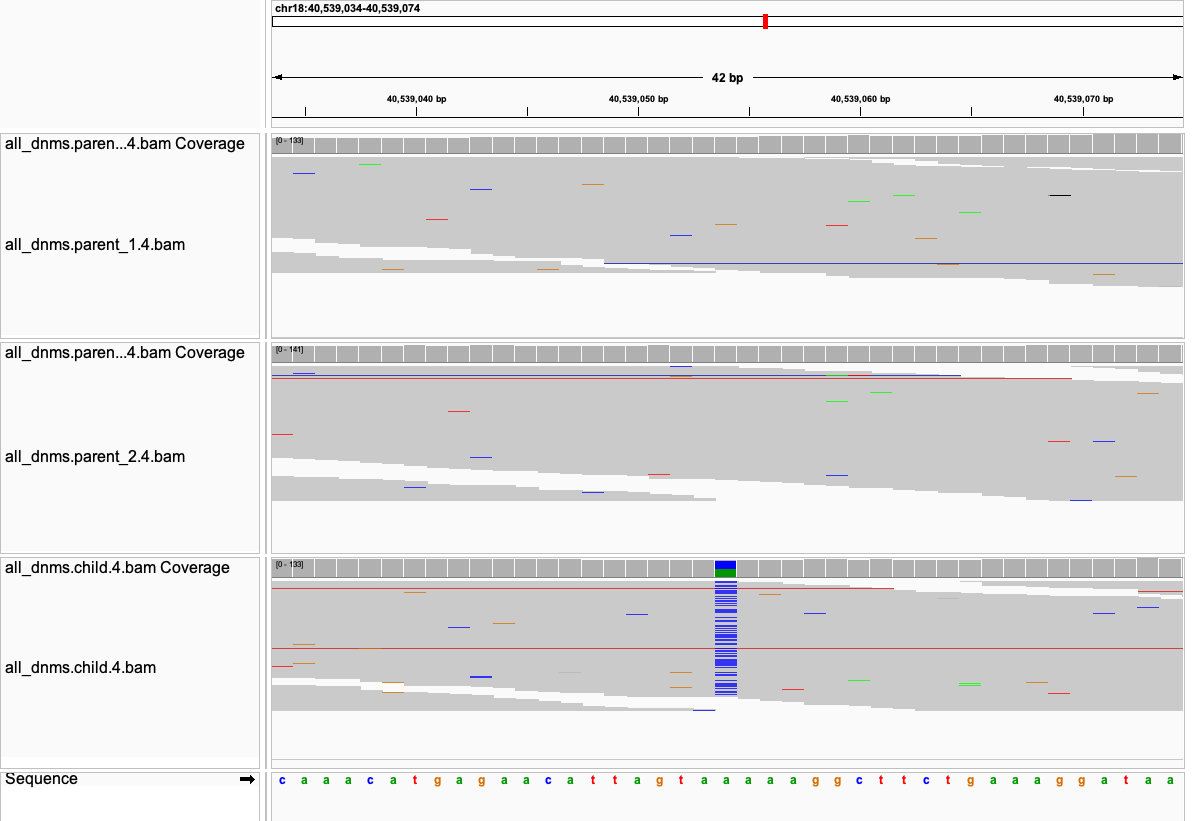 chr18:40,539,034-40,539,074
42 bp
40,539,040 bp 40,539,050 bp 40,539,060 bp 40,539,070 bp
all_dnms.paren...4.bam Coverage
[0 - 133]
all_dnms.parent_1.4.bam
all_dnms.paren...4.bam Coverage
[0 - 141]
all_dnms.parent_2.4.bam
all_dnms.child.4.bam Coverage
[0 - 133]
all_dnms.child.4.bam
Sequence
c a a a c a t g a g a a c a t t a g t a a a a a g g c t t c t g a a a g g a t a a